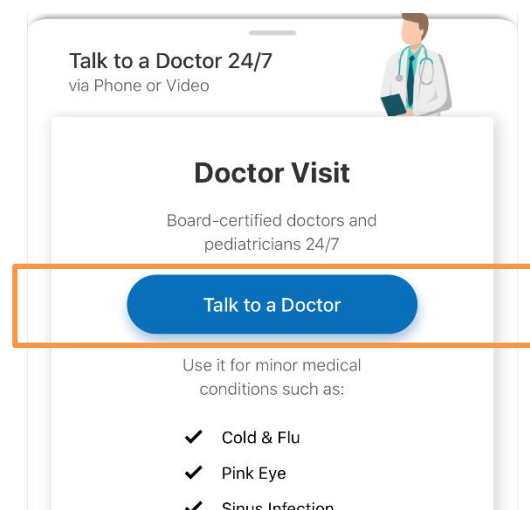 Talk to a Doctor 24/7
via Phone or Video
Doctor Visit
Board-certified doctors and
pediatricians 24/7
Talk to a Doctor
Use it for minor medical
conditions such as:
Cold & Flu
Pink Eye
Sinus Infection